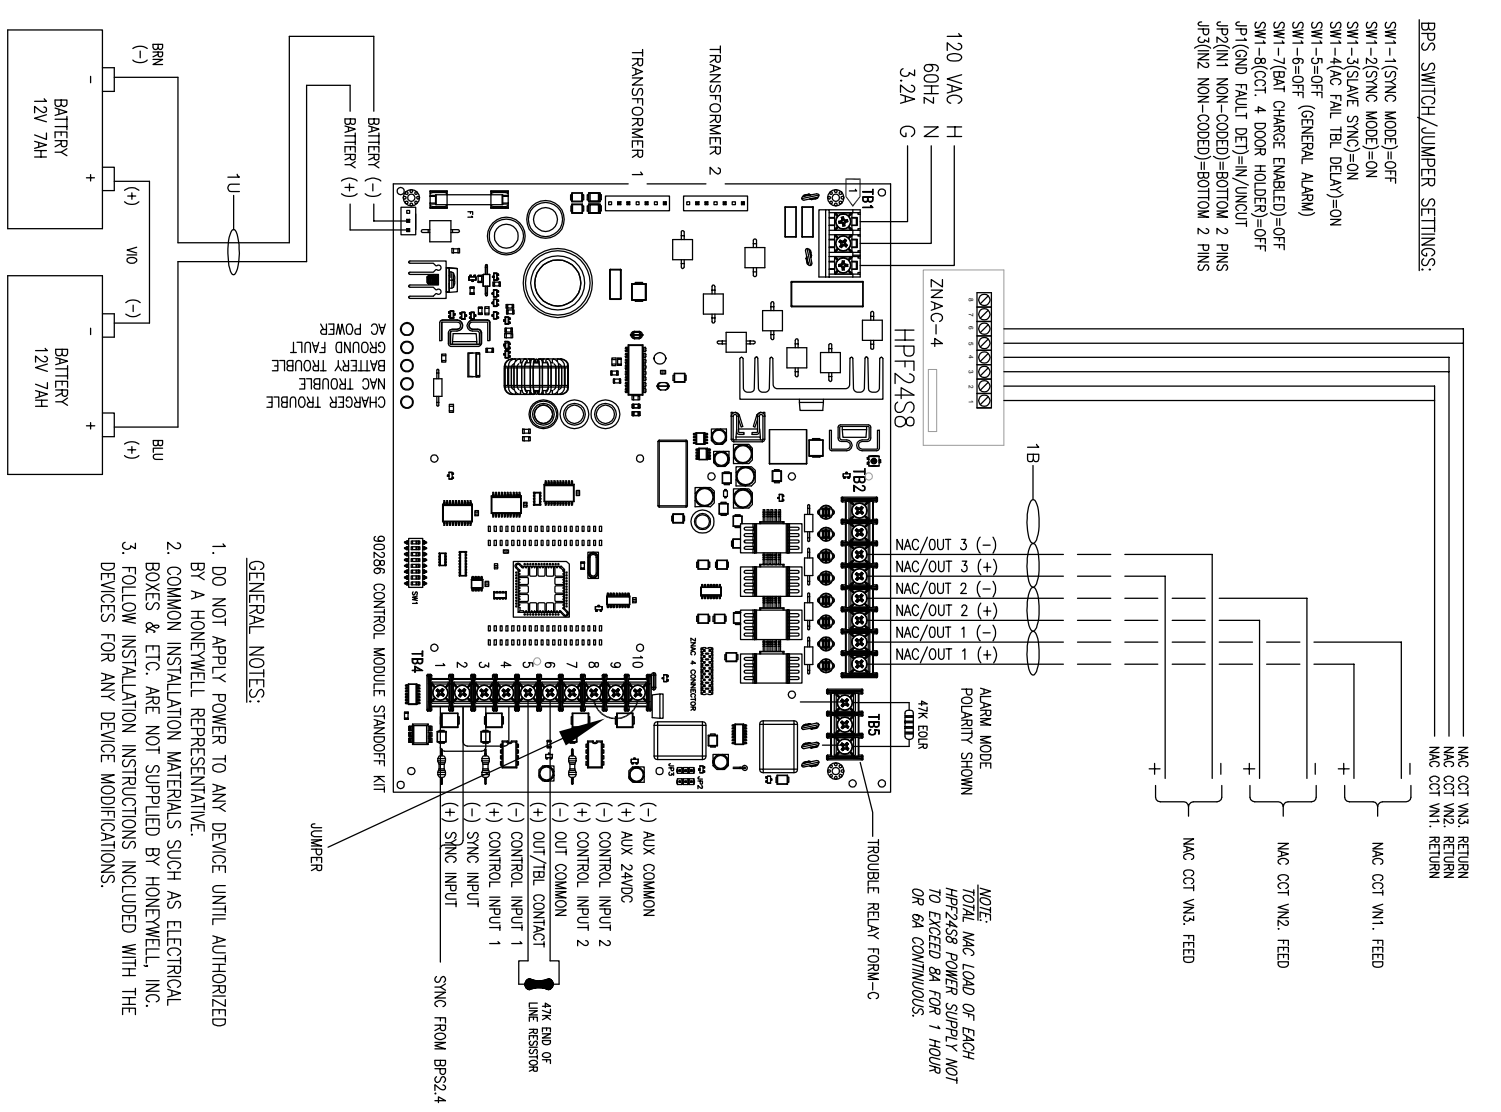 BPS SWITCH/JUMPER SETTINGS:
SW1-1(SYNC MODE)=OFF
SW1-2(SYNC MODE)=ON
SW1-3(SLAVE SYNC)=ON
SW1-4(AC FAIL TBL DELAY)=ON
SW1-5=OFF
SW1-6=OFF (GENERAL ALARM)
SW1-7(BAT CHARGE ENABLED)=OFF
SW1-8(CCT. 4 DOOR HOLDER)=OFF
JP1(GND FAULT DET)=IN/UNCUT
JP2(IN1 NON-CODED)=BOTTOM 2 PINS
JP3(IN2 NON-CODED)=BOTTOM 2 PINS
120 VAC H
60Hz N
3.2A G
TRANSFORMER 2
TRANSFORMER 1
BATTERY (-)
BATTERY (+)
1U
BRN
(-)
-
BATTERY
12V 7AH
+
(+)
VIO
(-)
-
BATTERY
12V 7AH
+
(+)
BLU
AC POWER
GROUND FAULT
BATTERY TROUBLE
NAC TROUBLE
CHARGER TROUBLE
TB1
1
F1
ZNAC-4
8
7
6
5
4
3
2
1
HPF24S8
1B
TB2
NAC/OUT 3 (-)
NAC/OUT 3 (+)
NAC/OUT 2 (-)
NAC/OUT 2 (+)
NAC/OUT 1 (-)
NAC/OUT 1 (+)
ALARM MODE
POLARITY SHOWN
47K EOLR
TB5
TROUBLE RELAY FORM-C
ZNAC 4 CONNECTOR
SW1
90286 CONTROL MODULE STANDOFF KIT
TB4
1
2
3
4
5
6
7
8
9
10
JP3
JP2
JUMPER
(-) AUX COMMON
(+) AUX 24VDC
(-) CONTROL INPUT 2
(+) CONTROL INPUT 2
(-) OUT COMMON
(+) OUT/TBL CONTACT
(-) CONTROL INPUT 1
(+) CONTROL INPUT 1
(-) SYNC INPUT
(+) SYNC INPUT
47K END OF
LINE RESISTOR
SYNC FROM BPS2.4
NAC CCT VN3. RETURN
NAC CCT VN2. RETURN
NAC CCT VN1. RETURN
-
+
NAC CCT VN1. FEED
-
+
NAC CCT VN2. FEED
-
+
NAC CCT VN3. FEED
NOTE:
TOTAL NAC LOAD OF EACH
HPF24S8 POWER SUPPLY NOT
TO EXCEED 8A FOR 1 HOUR
OR 6A CONTINUOUS.
GENERAL NOTES:
1. DO NOT APPLY POWER TO ANY DEVICE UNTIL AUTHORIZED
BY A HONEYWELL REPRESENTATIVE.
2. COMMON INSTALLATION MATERIALS SUCH AS ELECTRICAL
BOXES & ETC. ARE NOT SUPPLIED BY HONEYWELL, INC.
3. FOLLOW INSTALLATION INSTRUCTIONS INCLUDED WITH THE
DEVICES FOR ANY DEVICE MODIFICATIONS.